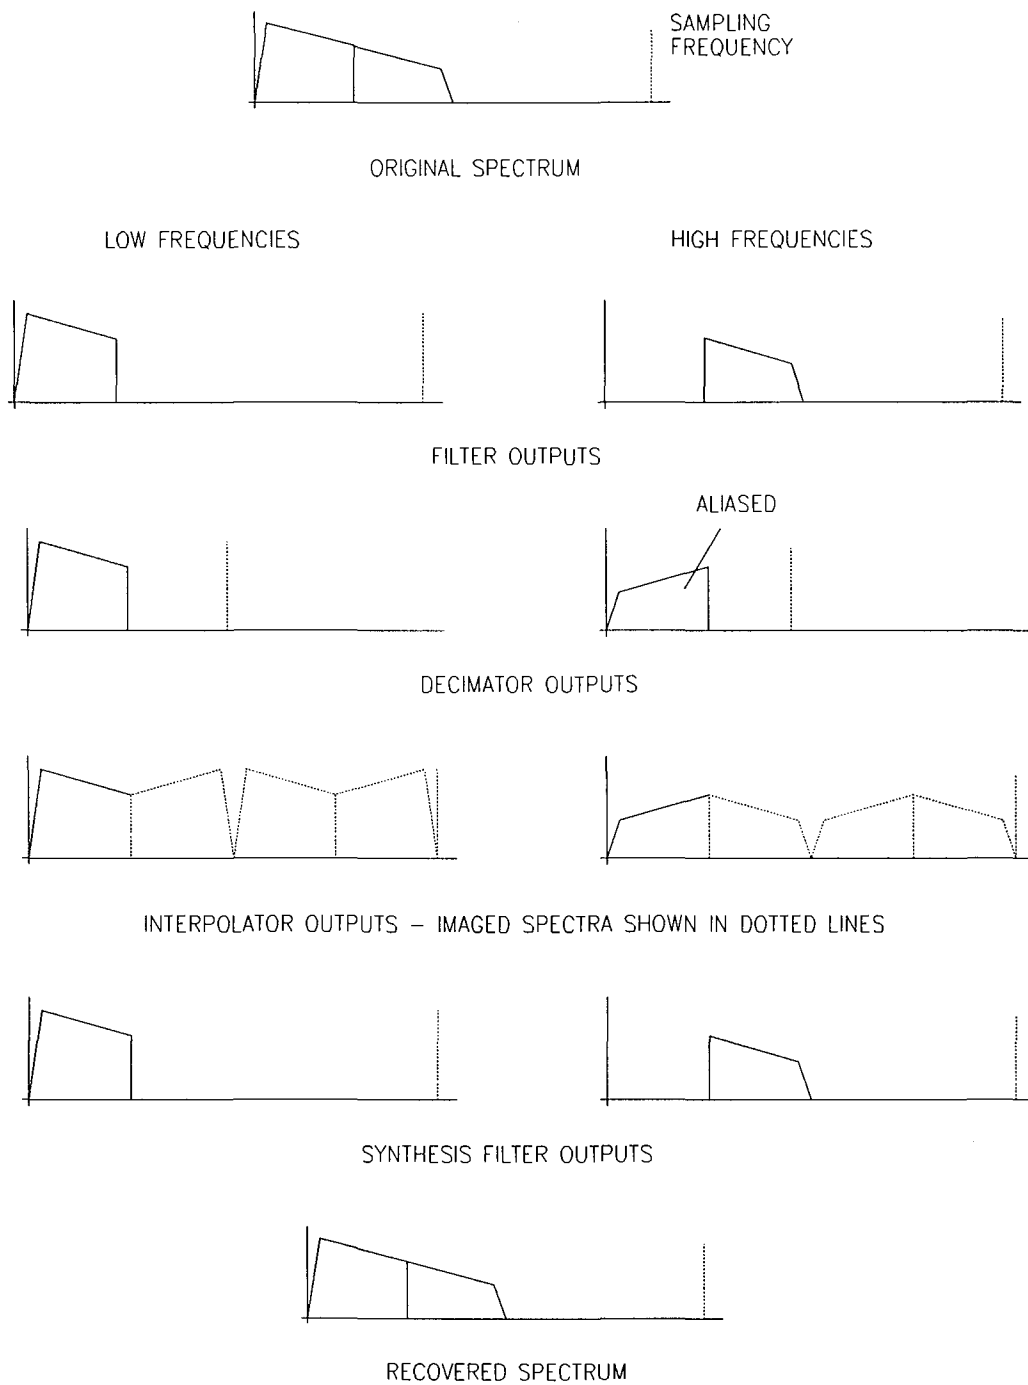 SAMPLING
FREQUENCY
ORIGINAL SPECTRUM
LOW FREQUENCIES
HIGH FREQUENCIES
FILTER OUTPUTS
ALIASED
DECIMATOR OUTPUTS
INTERPOLATOR OUTPUTS – IMAGED SPECTRA SHOWN IN DOTTED LINES
SYNTHESIS FILTER OUTPUTS
RECOVERED SPECTRUM